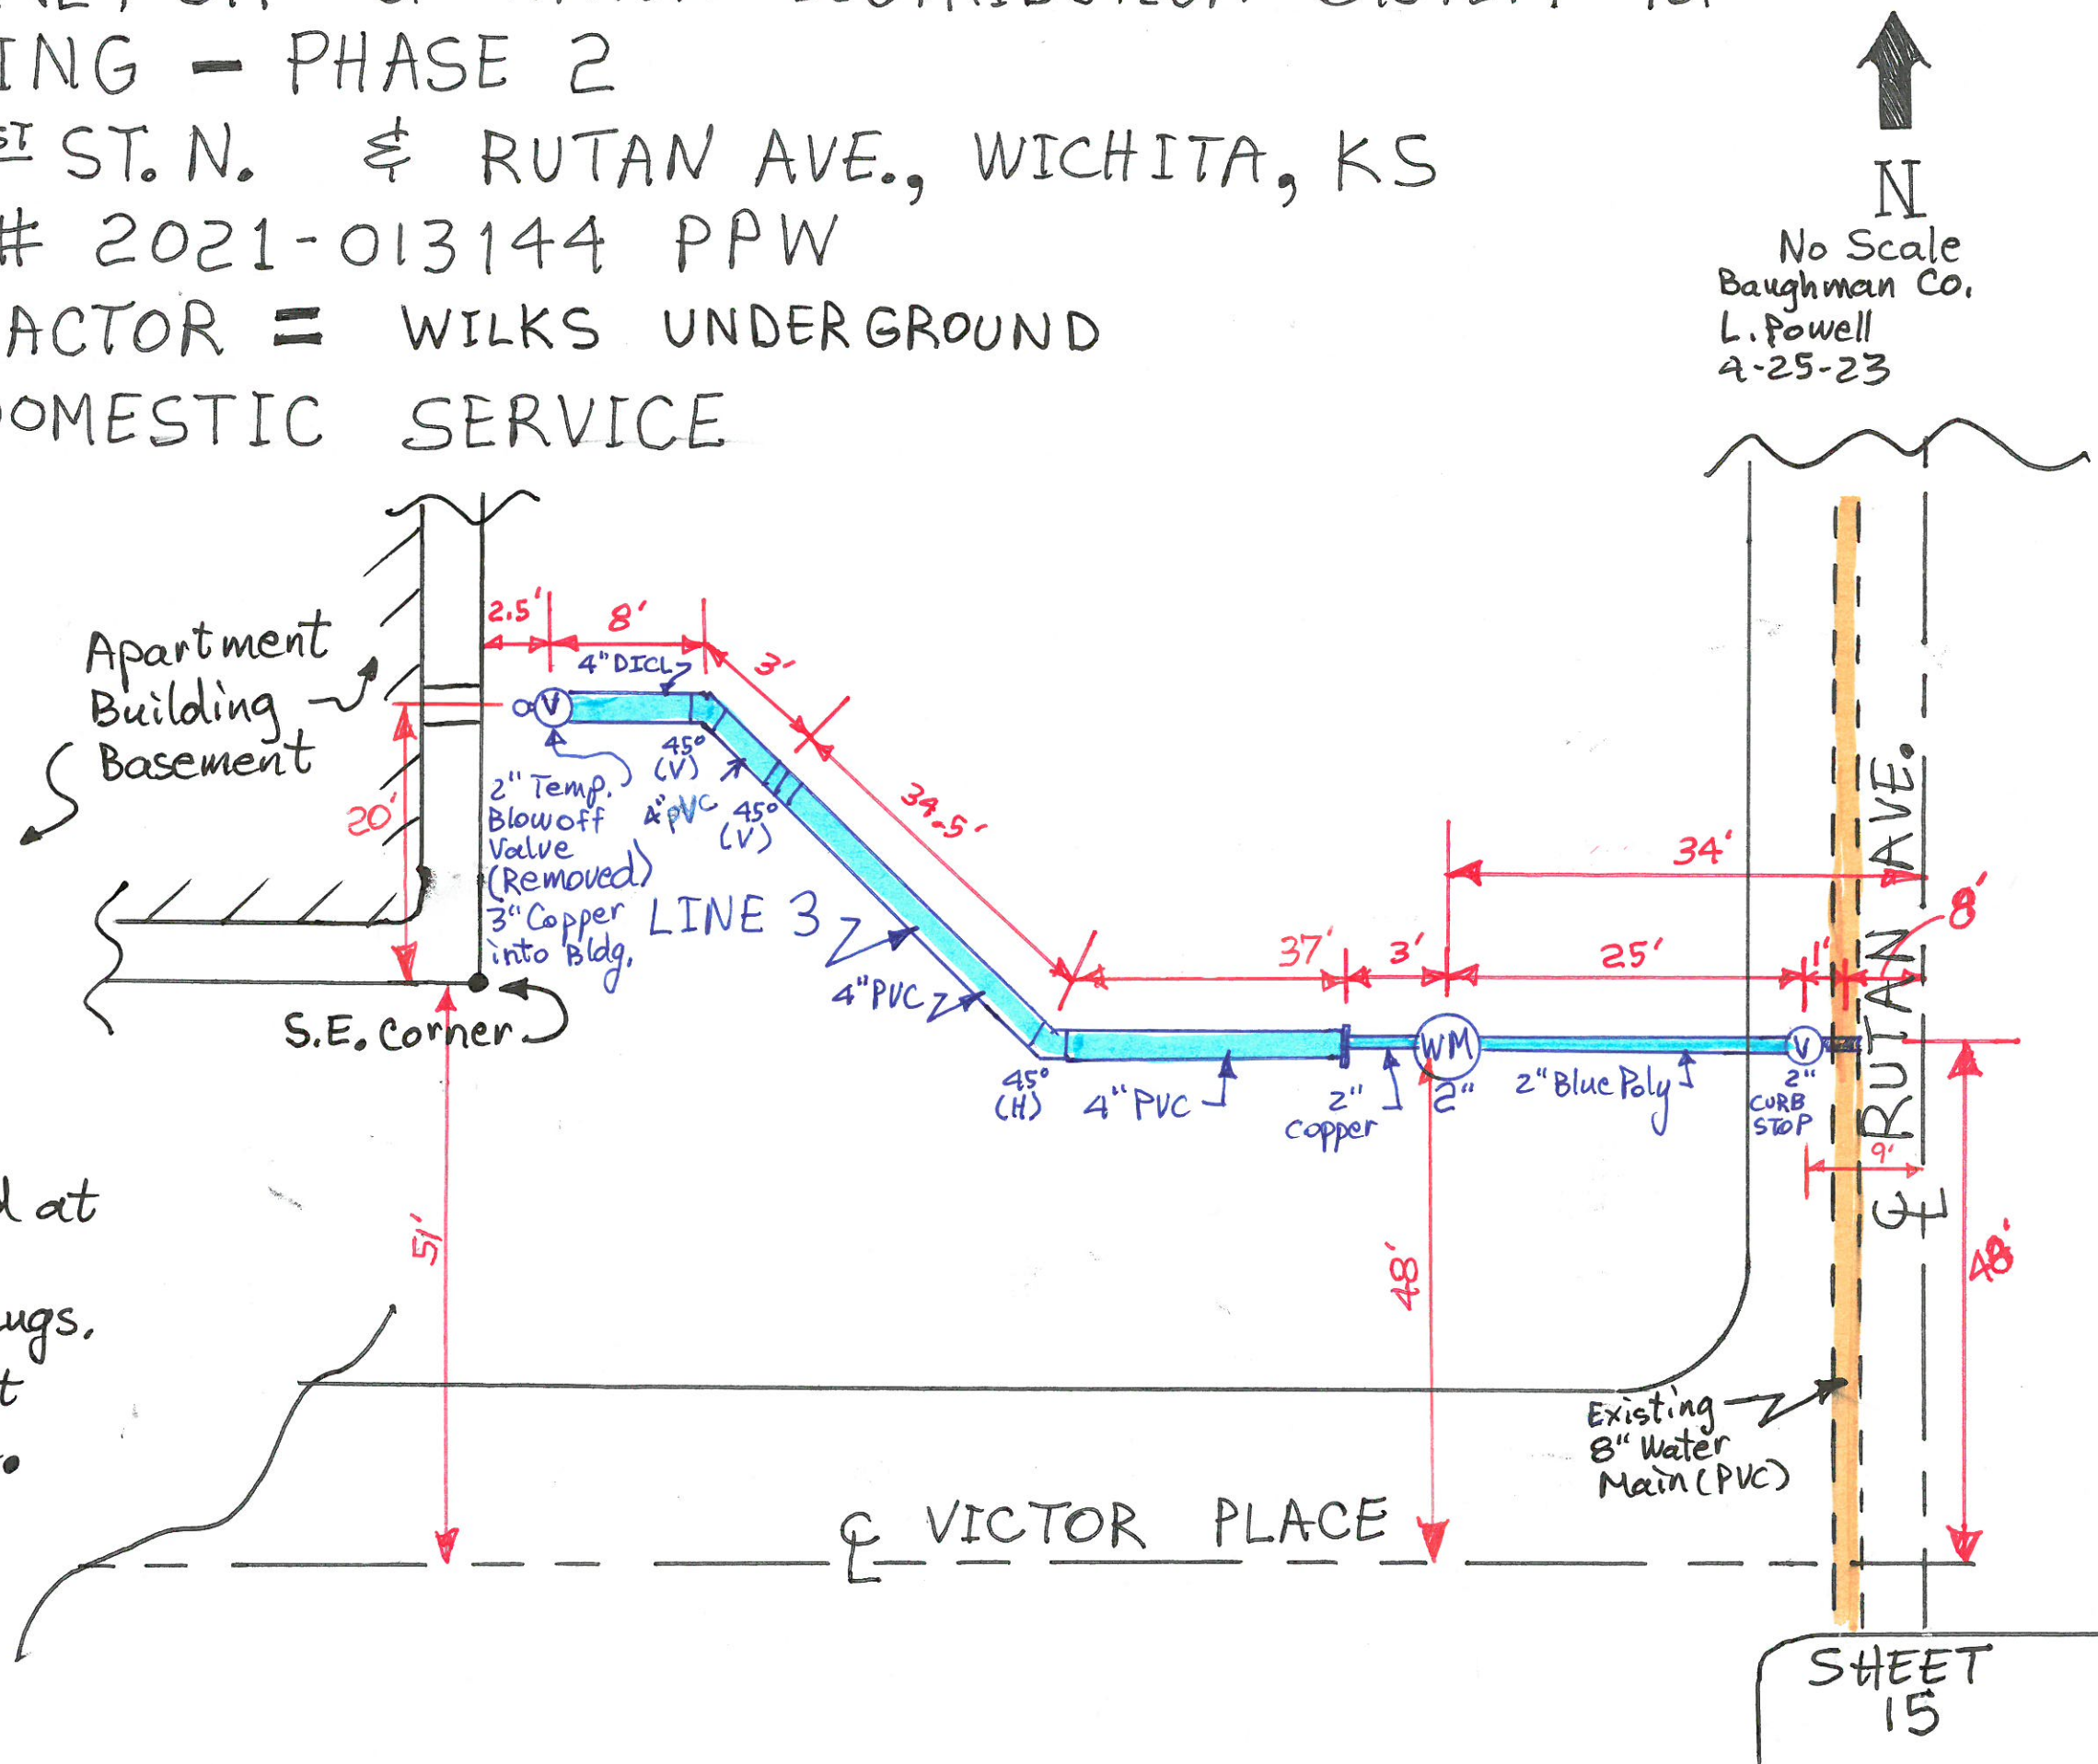 ING - PHASE 2
ST ST. N. & RUTAN AVE., WICHITA, KS
# 2021-013144 PPW
ACTOR = WILKS UNDERGROUND
DOMESTIC SERVICE
N
No Scale
Baughman Co.
L. Powell
4-25-23
Apartment
Building
Basement
2.5'
8'
4" DICL
3'
45°
(V)
4" PVC
45°
(V)
34.5'
20'
2" Temp.
Blowoff
Valve
(Removed)
3" Copper
into Bldg.
V
LINE 3
4" PVC
S.E. Corner
34'
8'
37'
3'
25'
1'
45°
(H)
4" PVC
2"
Copper
WM
2"
2" Blue Poly
V
2"
CURB
STOP
9'
℄ RUTAN AVE.
d at
ugs.
t
51'
48'
48'
Existing
8" Water
Main (PVC)
℄ VICTOR PLACE
SHEET
15